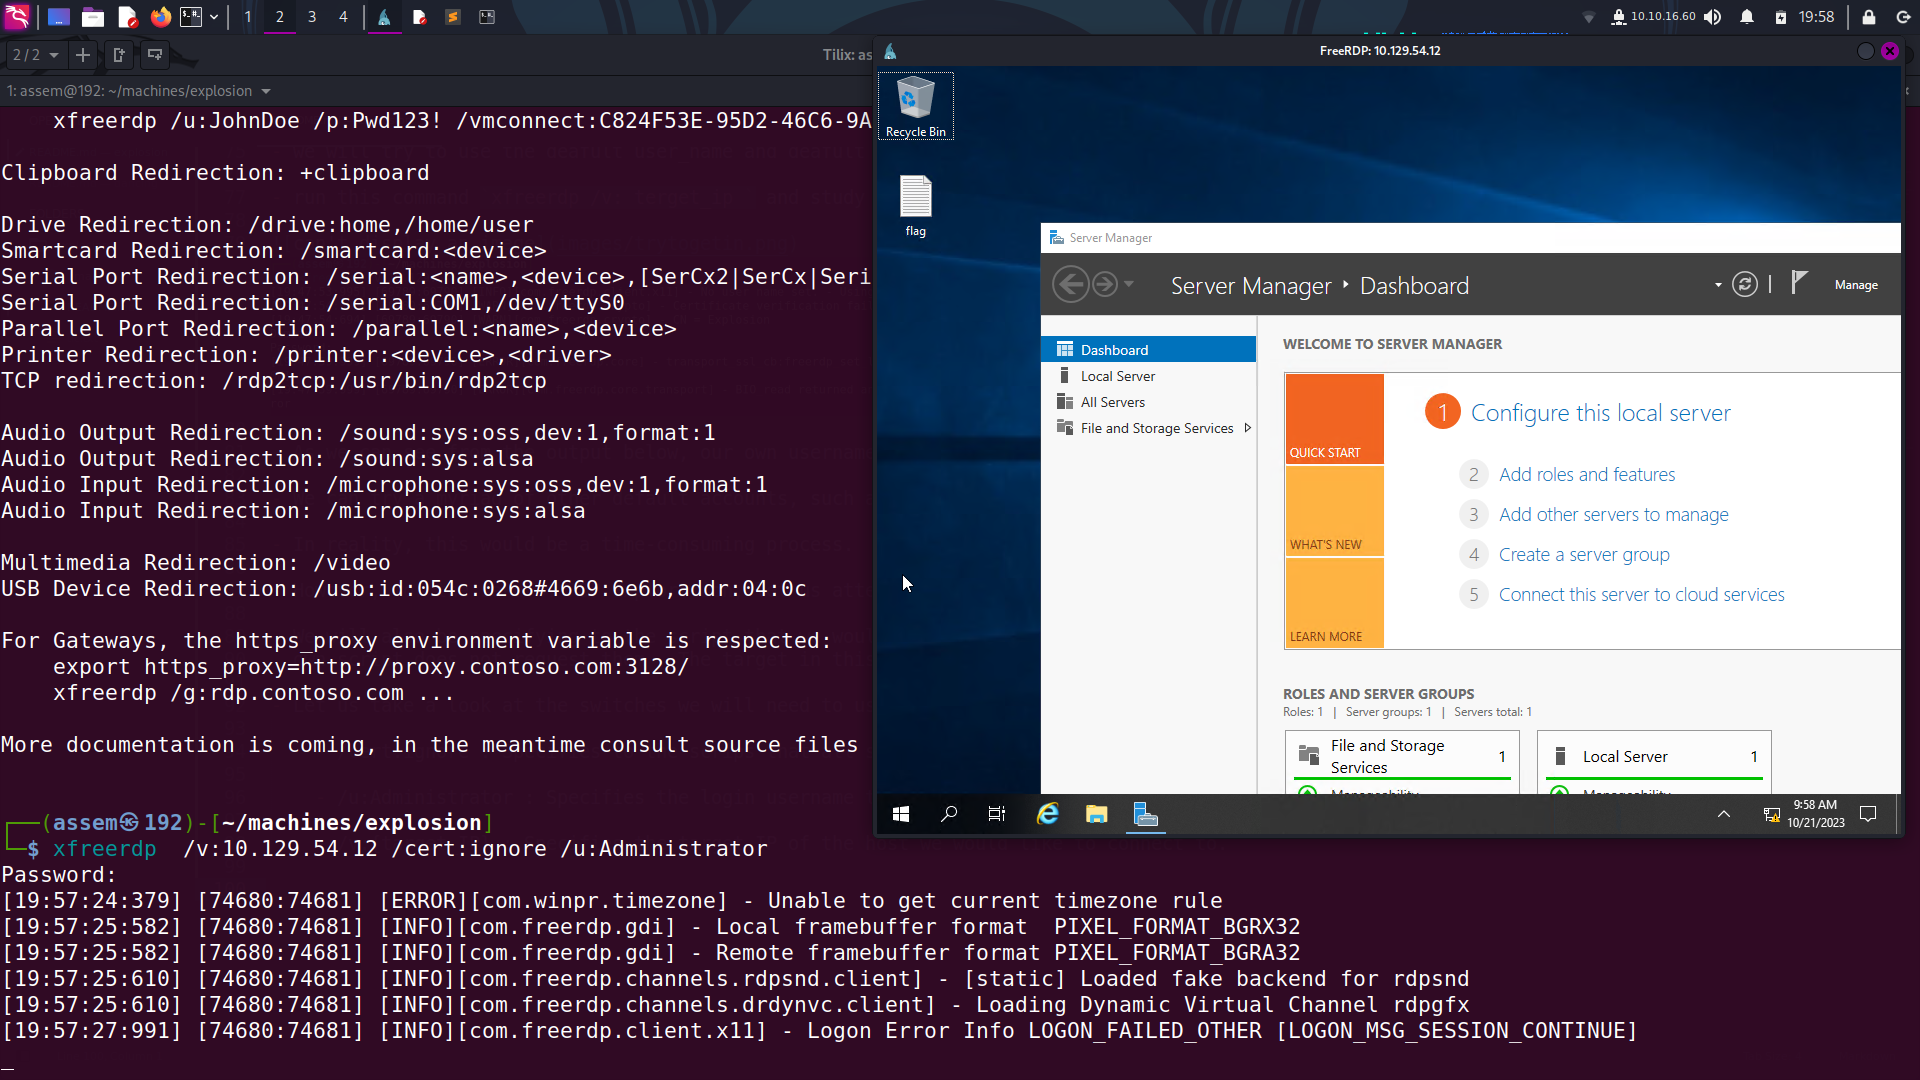 1 2 3 4 10.10.16.60 19:58
2 / 2 Tilix: as
FreeRDP: 10.129.54.12
1: assem@192: ~/machines/explosion
xfreerdp /u:JohnDoe /p:Pwd123! /vmconnect:C824F53E-95D2-46C6-9A
Clipboard Redirection: +clipboard
Drive Redirection: /drive:home,/home/user
Smartcard Redirection: /smartcard:<device>
Serial Port Redirection: /serial:<name>,<device>,[SerCx2|SerCx|Seri
Serial Port Redirection: /serial:COM1,/dev/ttyS0
Parallel Port Redirection: /parallel:<name>,<device>
Printer Redirection: /printer:<device>,<driver>
TCP redirection: /rdp2tcp:/usr/bin/rdp2tcp
Audio Output Redirection: /sound:sys:oss,dev:1,format:1
Audio Output Redirection: /sound:sys:alsa
Audio Input Redirection: /microphone:sys:oss,dev:1,format:1
Audio Input Redirection: /microphone:sys:alsa
Multimedia Redirection: /video
USB Device Redirection: /usb:id:054c:0268#4669:6e6b,addr:04:0c
For Gateways, the https_proxy environment variable is respected:
export https_proxy=http://proxy.contoso.com:3128/
xfreerdp /g:rdp.contoso.com ...
More documentation is coming, in the meantime consult source files
┌──(assem㉿192)-[~/machines/explosion]
└─$ xfreerdp  /v:10.129.54.12 /cert:ignore /u:Administrator
Password:
[19:57:24:379] [74680:74681] [ERROR][com.winpr.timezone] - Unable to get current timezone rule
[19:57:25:582] [74680:74681] [INFO][com.freerdp.gdi] - Local framebuffer format  PIXEL_FORMAT_BGRX32
[19:57:25:582] [74680:74681] [INFO][com.freerdp.gdi] - Remote framebuffer format PIXEL_FORMAT_BGRA32
[19:57:25:610] [74680:74681] [INFO][com.freerdp.channels.rdpsnd.client] - [static] Loaded fake backend for rdpsnd
[19:57:25:610] [74680:74681] [INFO][com.freerdp.channels.drdynvc.client] - Loading Dynamic Virtual Channel rdpgfx
[19:57:27:991] [74680:74681] [INFO][com.freerdp.client.x11] - Logon Error Info LOGON_FAILED_OTHER [LOGON_MSG_SESSION_CONTINUE]
Recycle Bin
flag
Server Manager
Server Manager ‣ Dashboard
Manage
Dashboard
Local Server
All Servers
File and Storage Services
WELCOME TO SERVER MANAGER
QUICK START
WHAT'S NEW
LEARN MORE
1 Configure this local server
2 Add roles and features
3 Add other servers to manage
4 Create a server group
5 Connect this server to cloud services
ROLES AND SERVER GROUPS
Roles: 1 | Server groups: 1 | Servers total: 1
File and Storage Services 1
Local Server 1
Manageability
Manageability
9:58 AM
10/21/2023